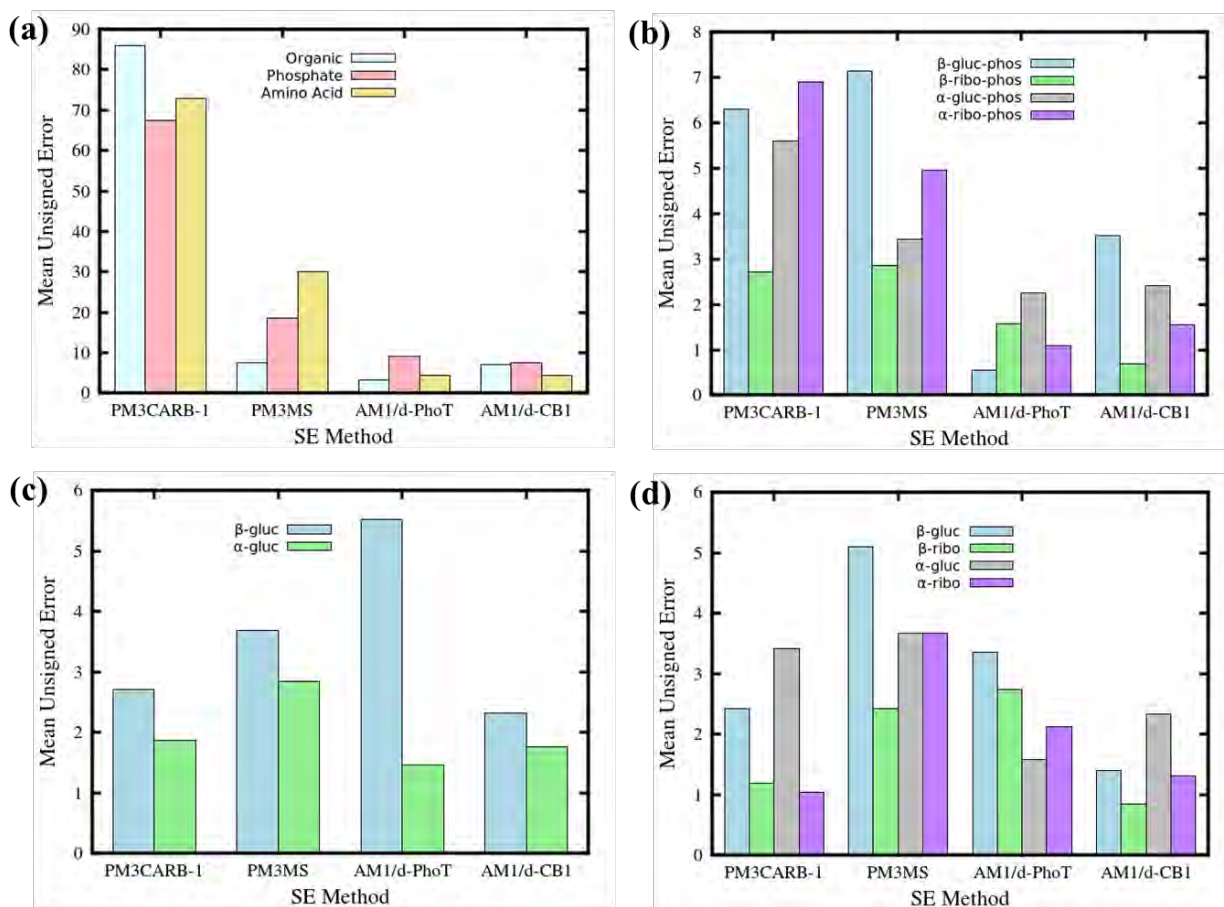 (a)
Organic
Phosphate
Amino Acid
Mean Unsigned Error
90
80
70
60
50
40
30
20
10
0
PM3CARB-1 PM3MS AM1/d-PhoT AM1/d-CB1
SE Method
(b)
β-gluc-phos
β-ribo-phos
α-gluc-phos
α-ribo-phos
Mean Unsigned Error
8
7
6
5
4
3
2
1
0
PM3CARB-1 PM3MS AM1/d-PhoT AM1/d-CB1
SE Method
(c)
β-gluc
α-gluc
Mean Unsigned Error
6
5
4
3
2
1
0
PM3CARB-1 PM3MS AM1/d-PhoT AM1/d-CB1
SE Method
(d)
β-gluc
β-ribo
α-gluc
α-ribo
Mean Unsigned Error
6
5
4
3
2
1
0
PM3CARB-1 PM3MS AM1/d-PhoT AM1/d-CB1
SE Method